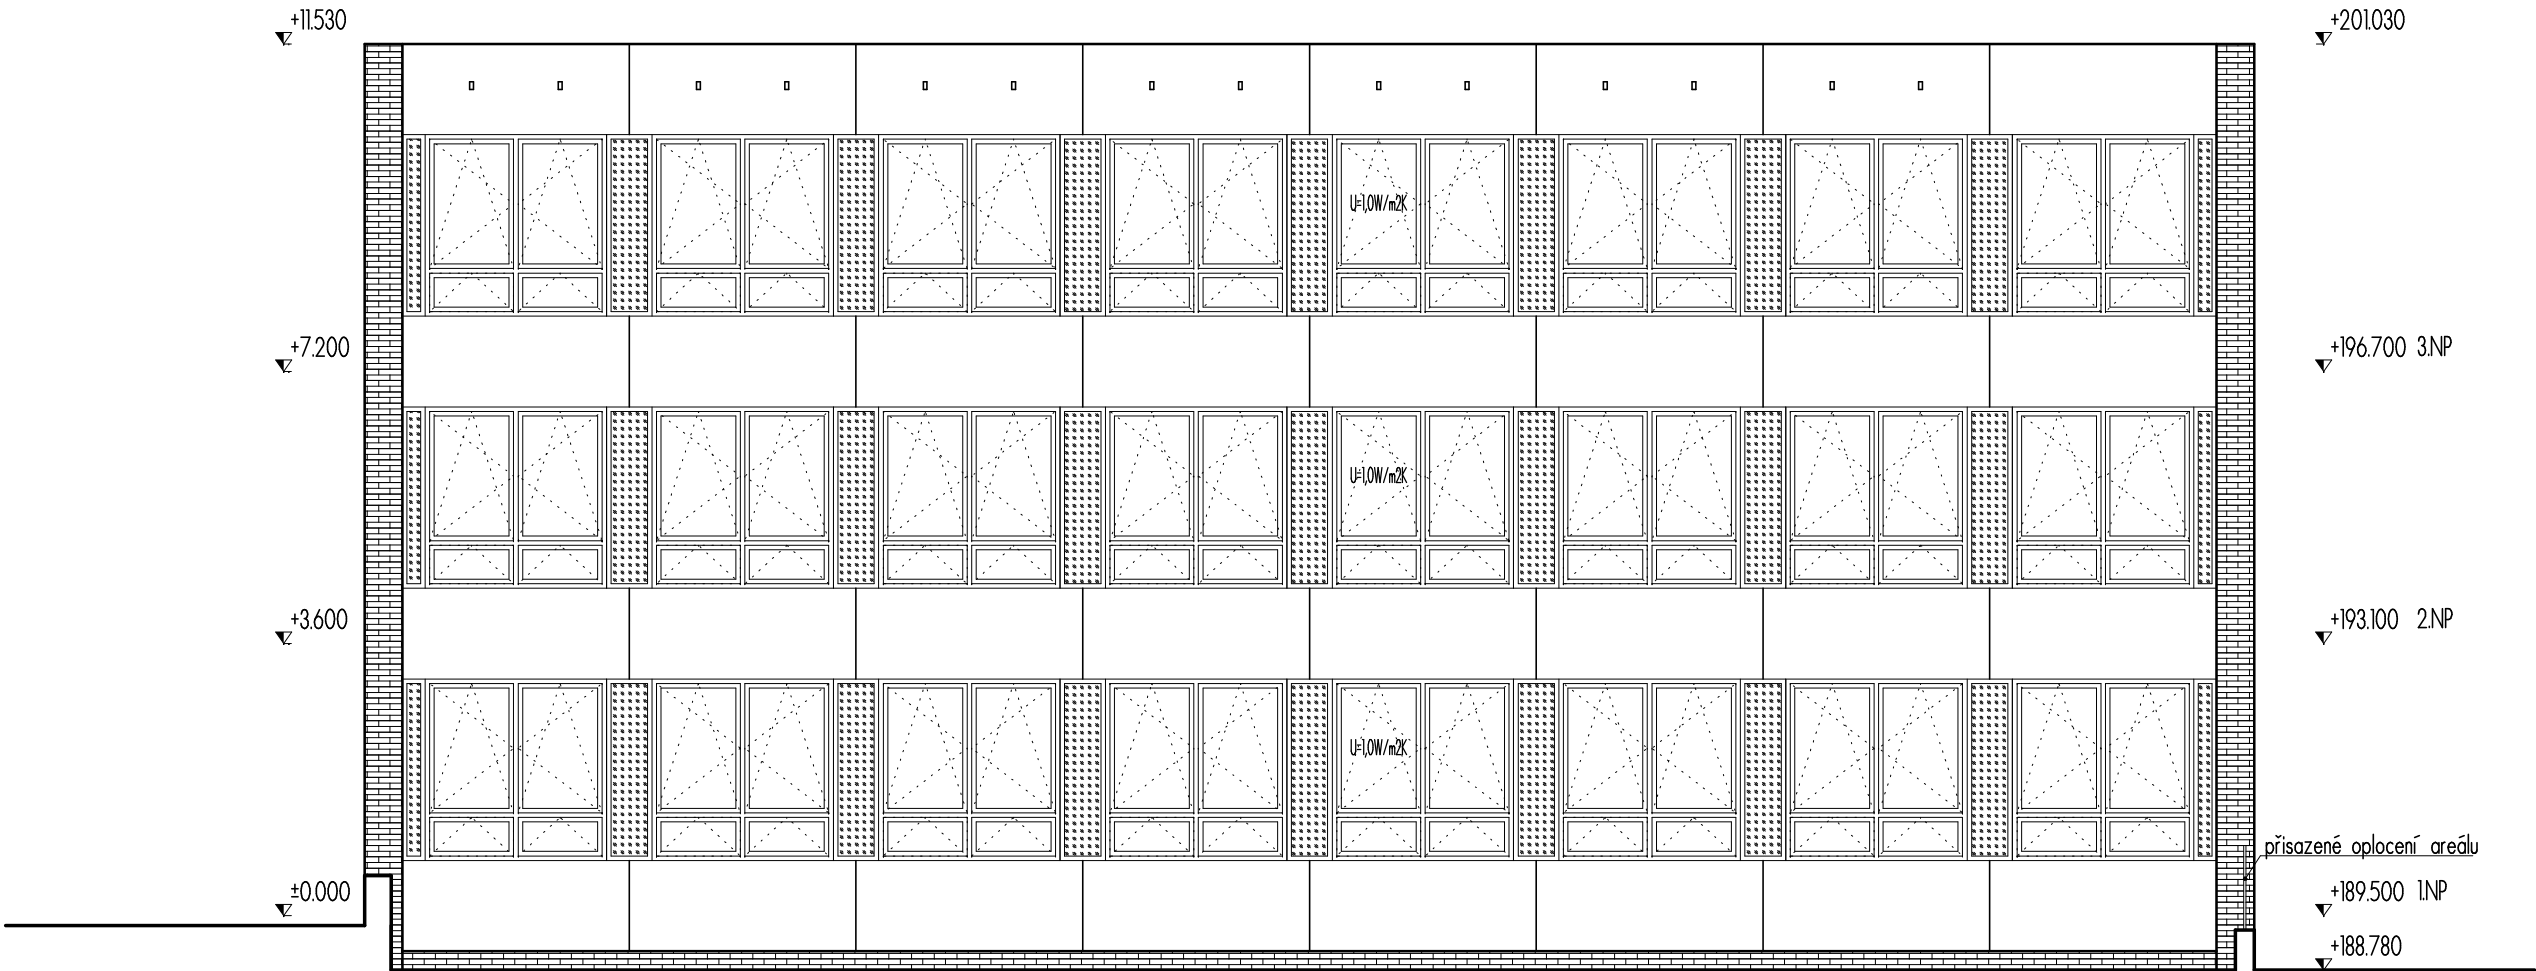 +11.530
+201.030
U=1,0W/m2K
+7.200
+196.700 3.NP
U=1,0W/m2K
+3.600
+193.100 2.NP
U=1,0W/m2K
přisazené oplocení areálu
±0.000
+189.500 1.NP
+188.780